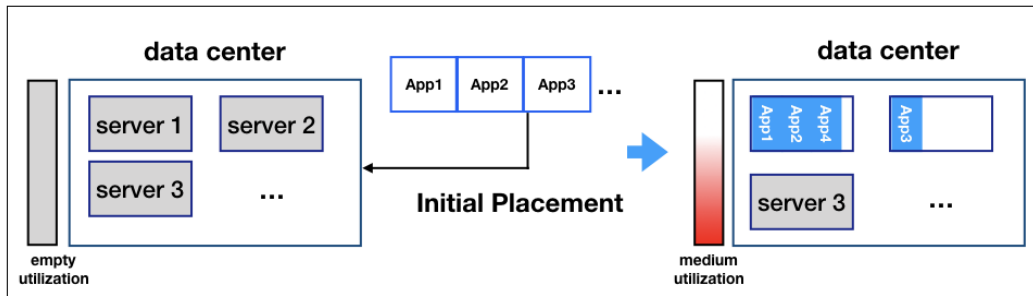 data center
server 1
server 2
server 3
...
empty
utilization
App1
App2
App3
...
Initial Placement
data center
App1
App2
App4
App3
server 3
...
medium
utilization